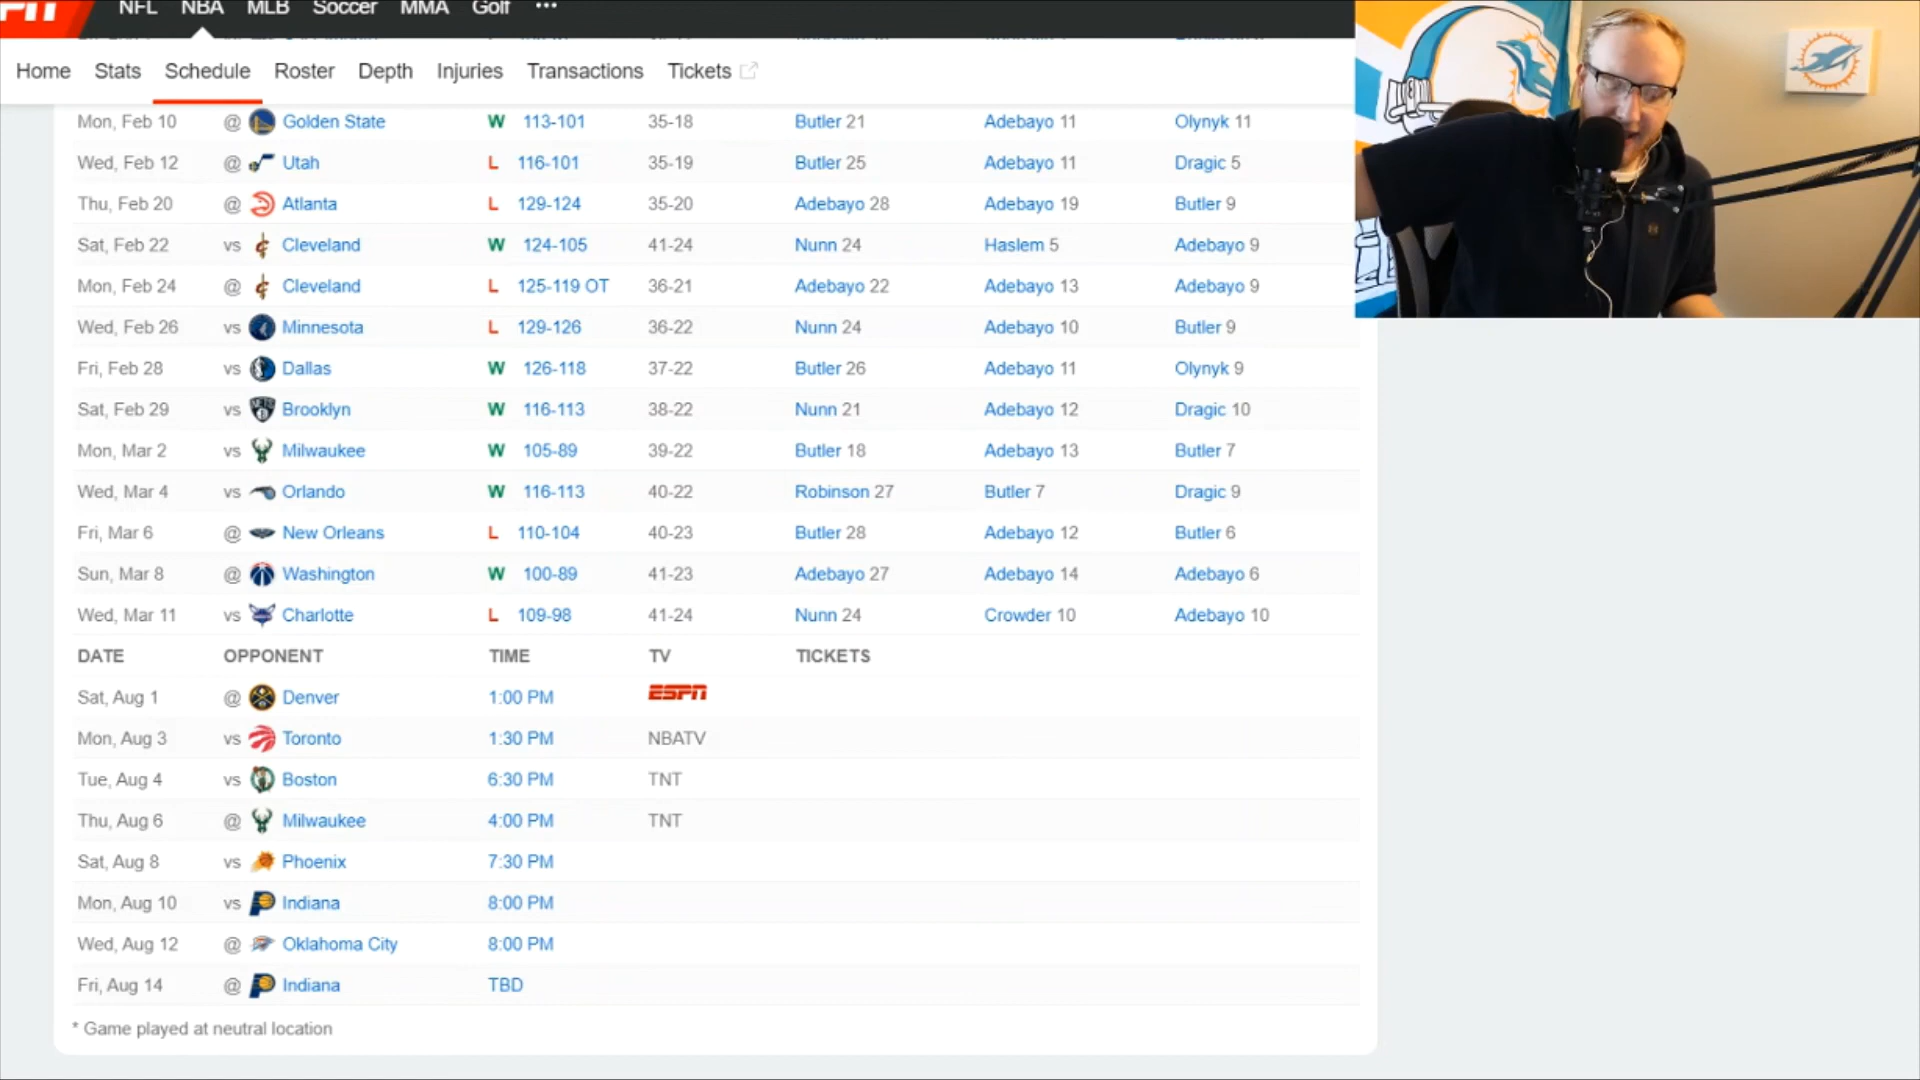 NFL NBA MLB Soccer MMA Golf ...
Home Stats Schedule Roster Depth Injuries Transactions Tickets
Mon, Feb 10 @ Golden State W 113-101 35-18 Butler 21 Adebayo 11 Olynyk 11
Wed, Feb 12 @ Utah L 116-101 35-19 Butler 25 Adebayo 11 Dragic 5
Thu, Feb 20 @ Atlanta L 129-124 35-20 Adebayo 28 Adebayo 19 Butler 9
Sat, Feb 22 vs Cleveland W 124-105 41-24 Nunn 24 Haslem 5 Adebayo 9
Mon, Feb 24 @ Cleveland L 125-119 OT 36-21 Adebayo 22 Adebayo 13 Adebayo 9
Wed, Feb 26 vs Minnesota L 129-126 36-22 Nunn 24 Adebayo 10 Butler 9
Fri, Feb 28 vs Dallas W 126-118 37-22 Butler 26 Adebayo 11 Olynyk 9
Sat, Feb 29 vs Brooklyn W 116-113 38-22 Nunn 21 Adebayo 12 Dragic 10
Mon, Mar 2 vs Milwaukee W 105-89 39-22 Butler 18 Adebayo 13 Butler 7
Wed, Mar 4 vs Orlando W 116-113 40-22 Robinson 27 Butler 7 Dragic 9
Fri, Mar 6 @ New Orleans L 110-104 40-23 Butler 28 Adebayo 12 Butler 6
Sun, Mar 8 @ Washington W 100-89 41-23 Adebayo 27 Adebayo 14 Adebayo 6
Wed, Mar 11 vs Charlotte L 109-98 41-24 Nunn 24 Crowder 10 Adebayo 10
DATE OPPONENT TIME TV TICKETS
Sat, Aug 1 @ Denver 1:00 PM ESPN
Mon, Aug 3 vs Toronto 1:30 PM NBATV
Tue, Aug 4 vs Boston 6:30 PM TNT
Thu, Aug 6 @ Milwaukee 4:00 PM TNT
Sat, Aug 8 vs Phoenix 7:30 PM
Mon, Aug 10 vs Indiana 8:00 PM
Wed, Aug 12 @ Oklahoma City 8:00 PM
Fri, Aug 14 @ Indiana TBD
* Game played at neutral location